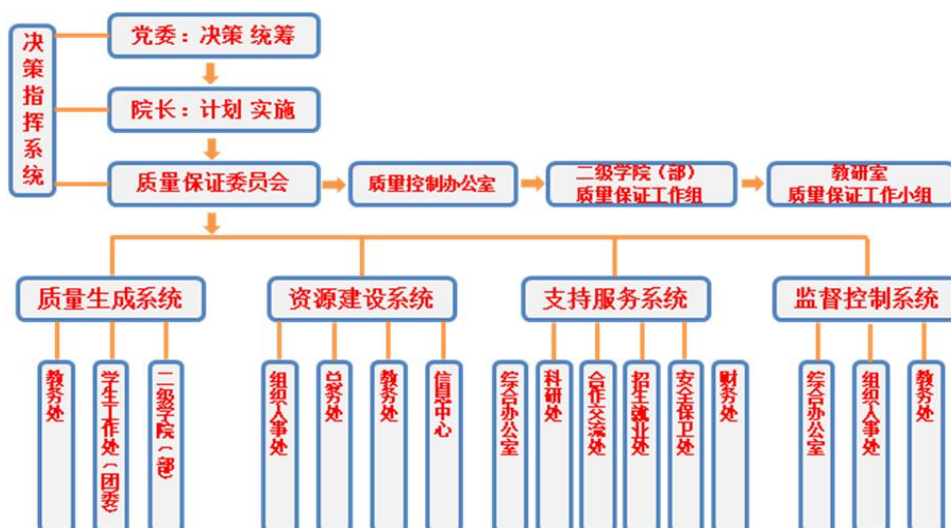 决策指挥系统
党委：决策 统筹
院长：计划 实施
质量保证委员会
质量控制办公室
二级学院（部）
质量保证工作组
教研室
质量保证工作小组
质量生成系统
资源建设系统
支持服务系统
监督控制系统
教务处
学生工作处（团委）
二级学院（部）
组织人事处
总务处
教务处
信息中心
综合办公室
科研处
合作交流处
招生就业处
安全保卫处
财务处
综合办公室
组织人事处
教务处